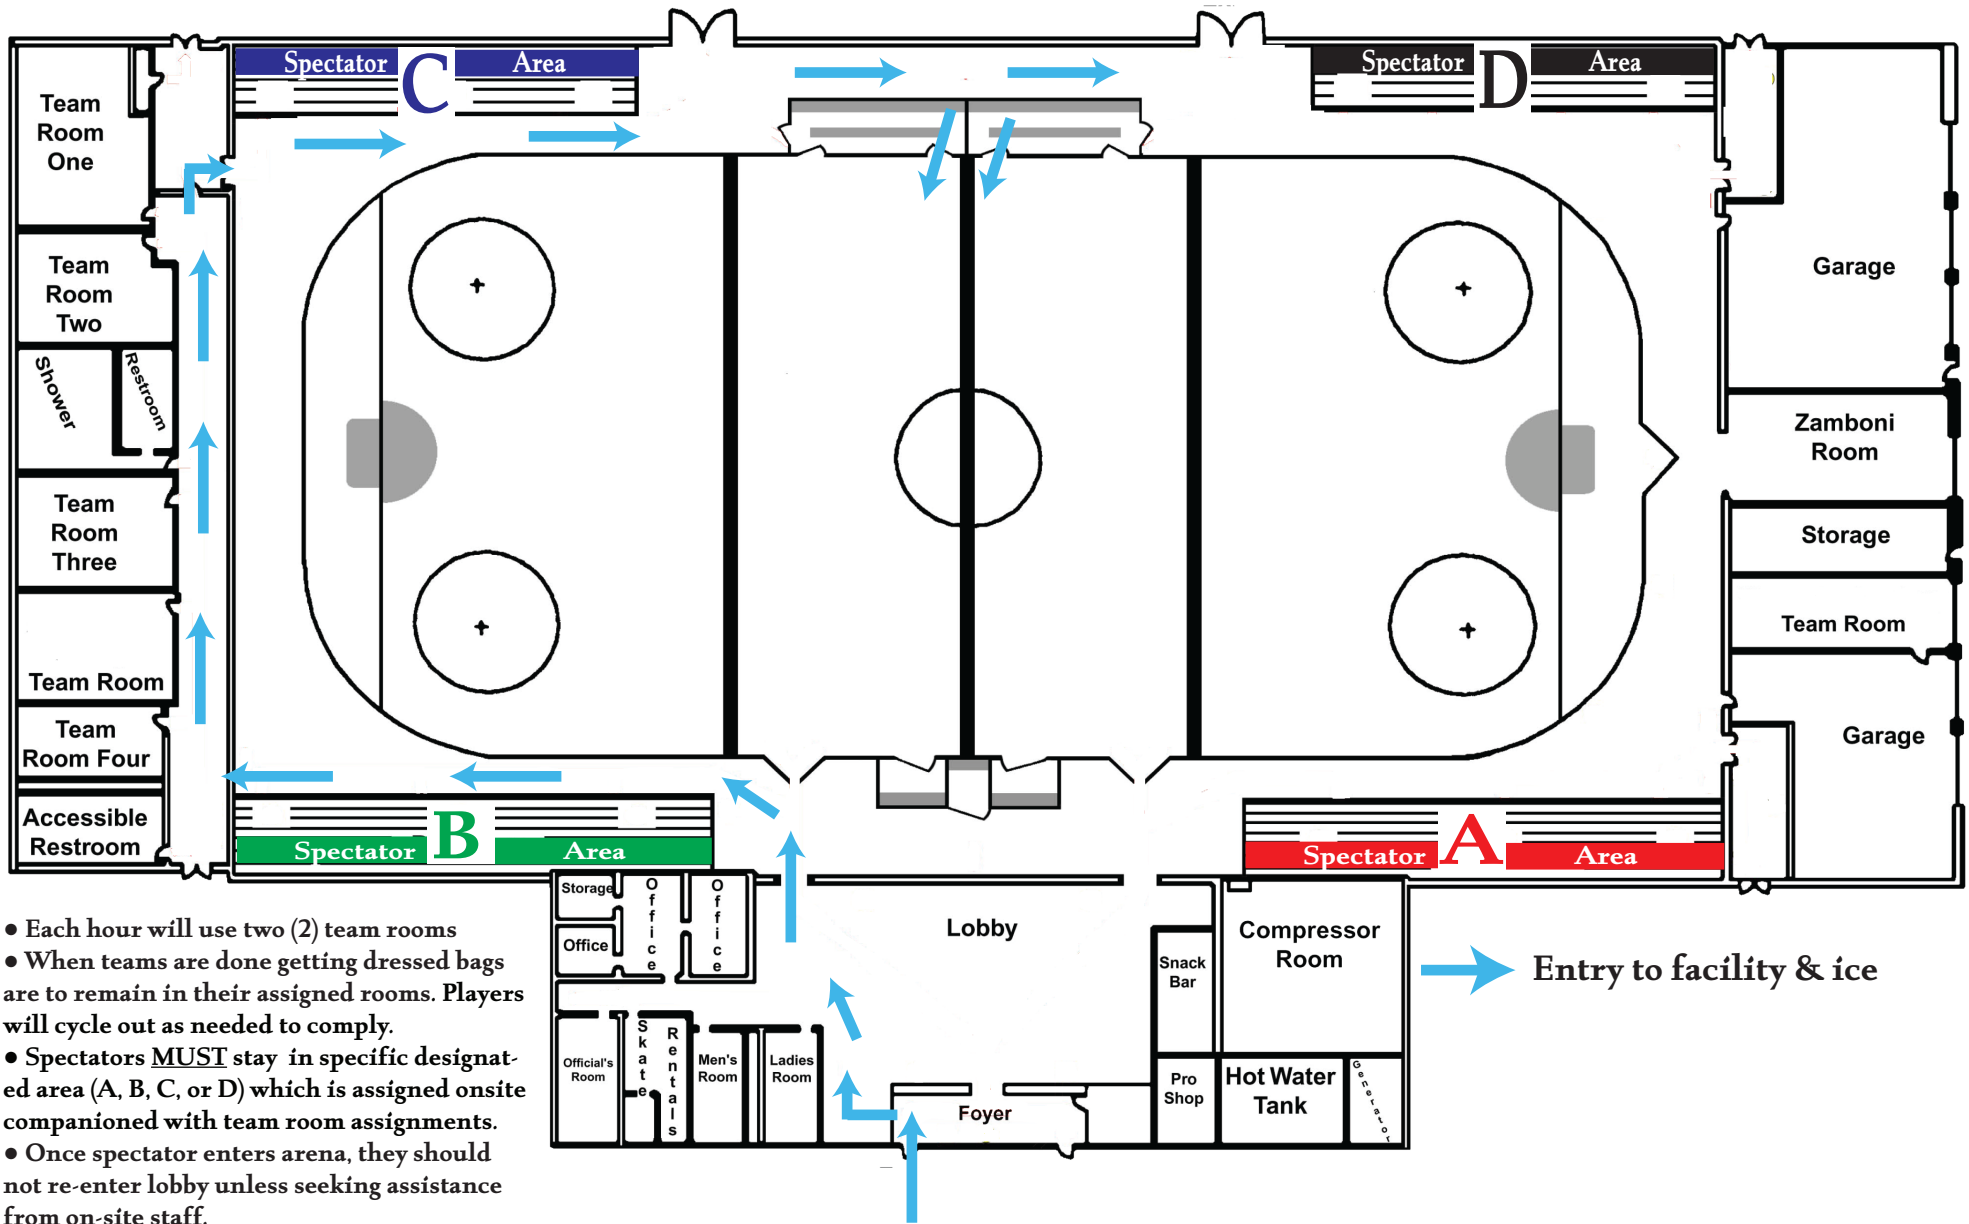 Spectator C Area
Spectator D Area
Team
Room
One
Team
Room
Two
Shower
Restroom
Team
Room
Three
Team Room
Team
Room Four
Accessible
Restroom
Garage
Zamboni
Room
Storage
Team Room
Garage
Spectator B Area
Spectator A Area
Storage
Office
Office
Office
Lobby
Compressor
Room
Snack
Bar
Official's
Room
Skate
Rentals
Men's
Room
Ladies
Room
Foyer
Pro
Shop
Hot Water
Tank
Generator
Entry to facility & ice
● Each hour will use two (2) team rooms
● When teams are done getting dressed bags
are to remain in their assigned rooms. Players
will cycle out as needed to comply.
● Spectators MUST stay in specific designat-
ed area (A, B, C, or D) which is assigned onsite
companioned with team room assignments.
● Once spectator enters arena, they should
not re-enter lobby unless seeking assistance
from on-site staff.